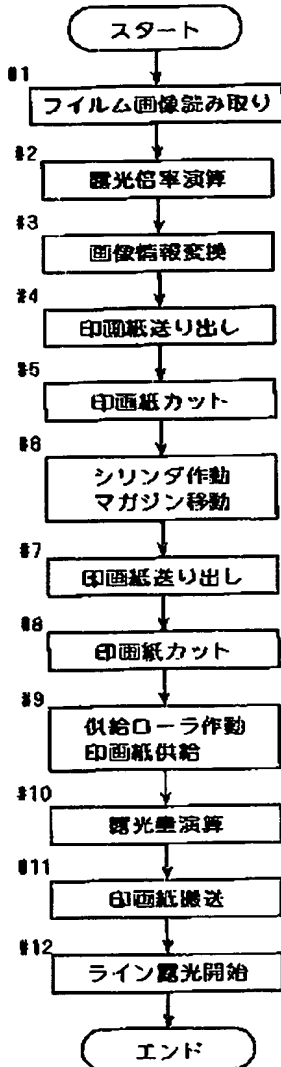 スタート
#1
フイルム画像読み取り
#2
露光倍率演算
#3
画像情報変換
#4
印画紙送り出し
#5
印画紙カット
#6
シリンダ作動
マガジン移動
#7
印画紙送り出し
#8
印画紙カット
#9
供給ローラ作動
印画紙供給
#10
露光量演算
#11
印画紙搬送
#12
ライン露光開始
エンド